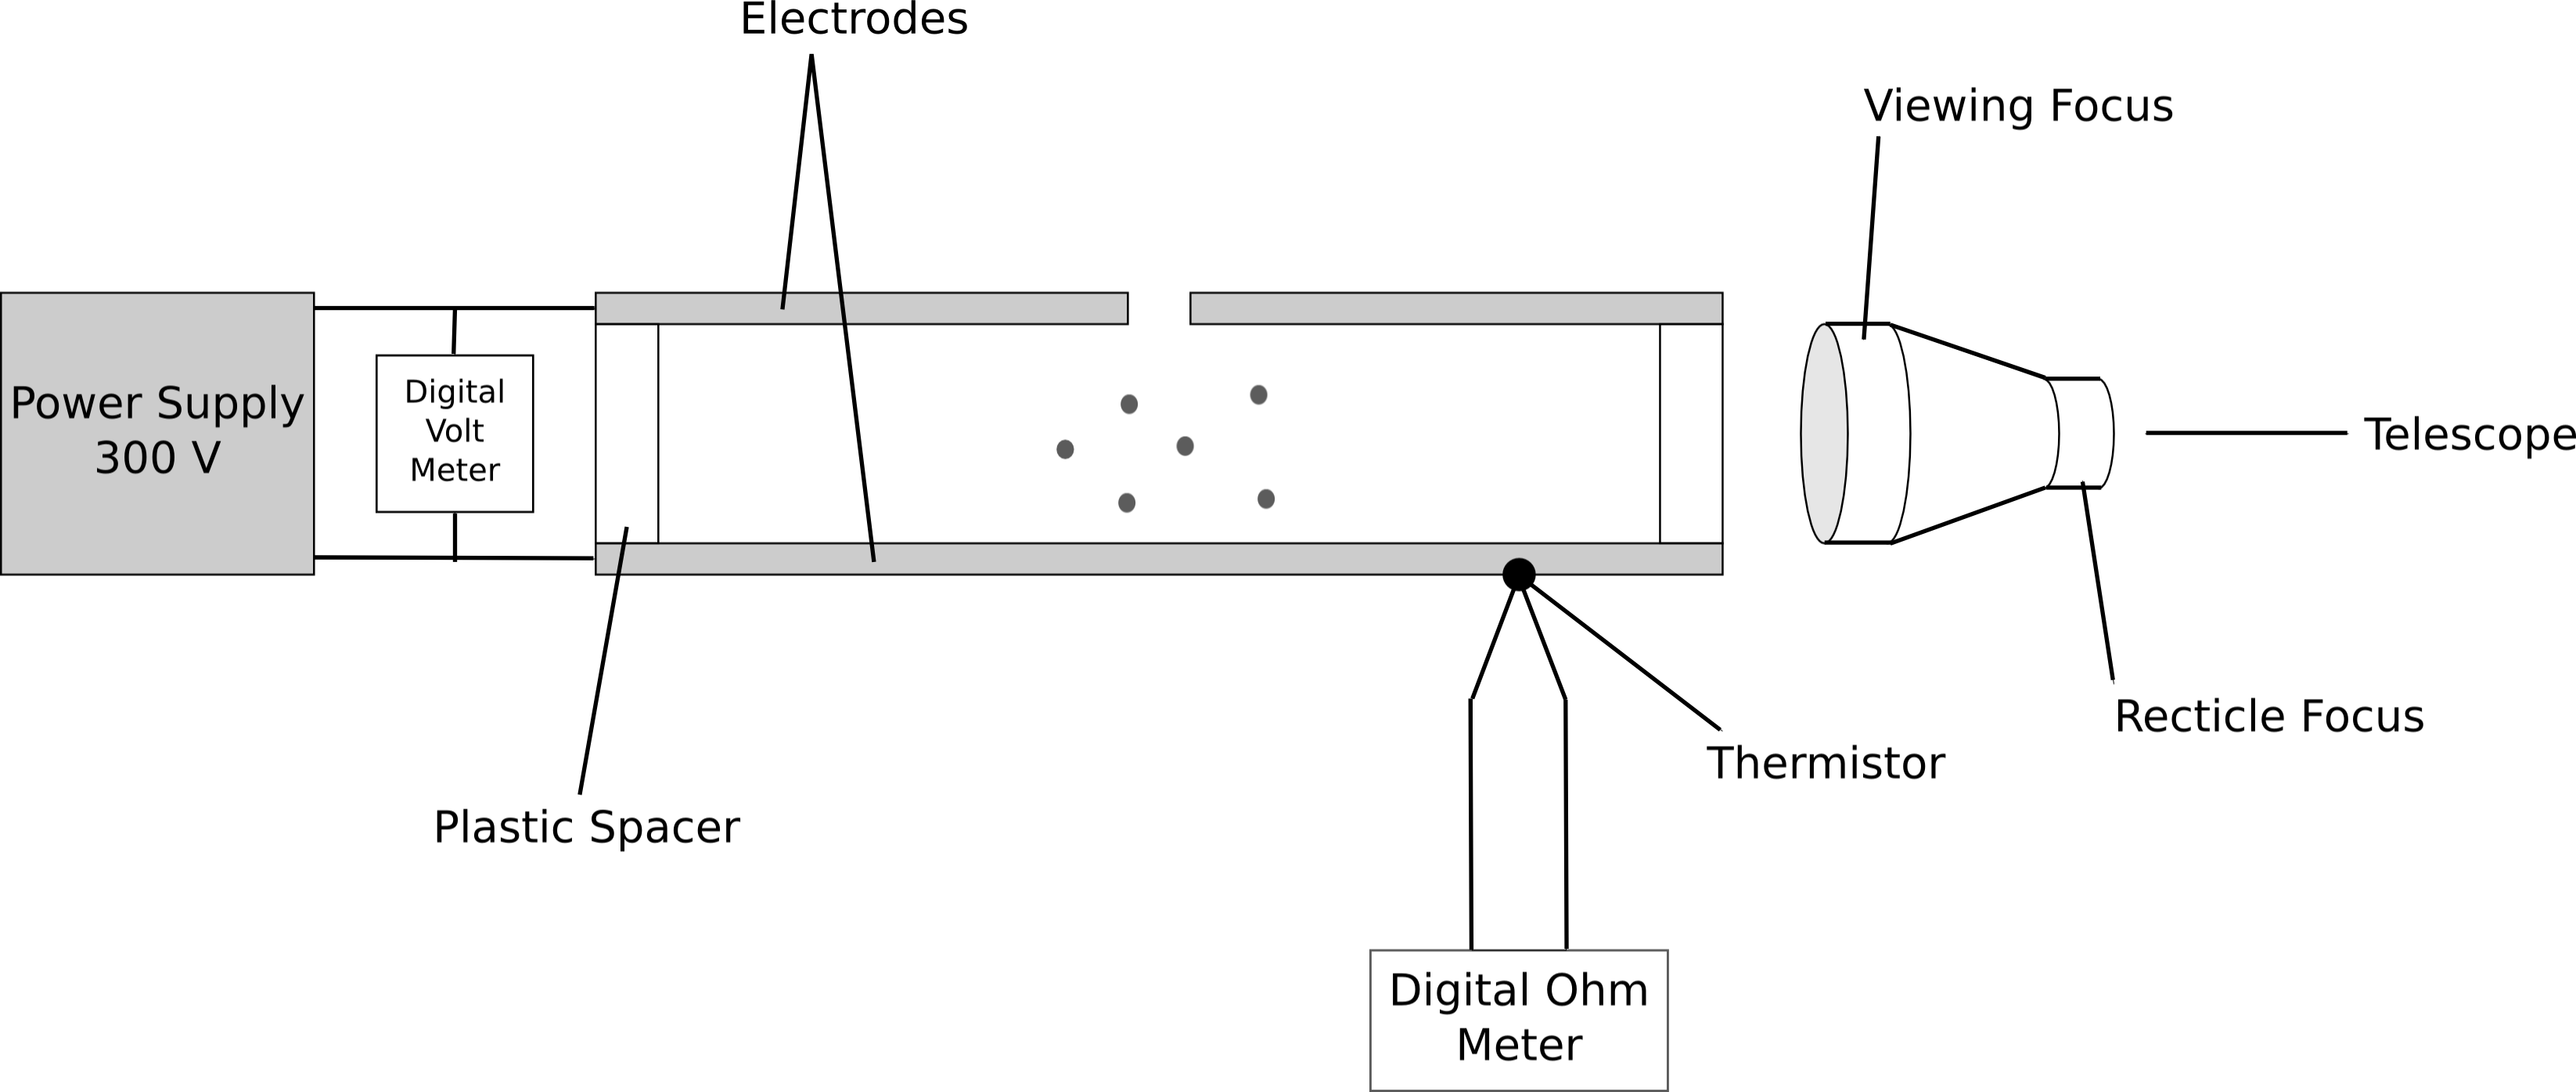 Electrodes
Viewing Focus
Power Supply
300 V
Digital
Volt
Meter
Telescope
Recticle Focus
Thermistor
Plastic Spacer
Digital Ohm
Meter